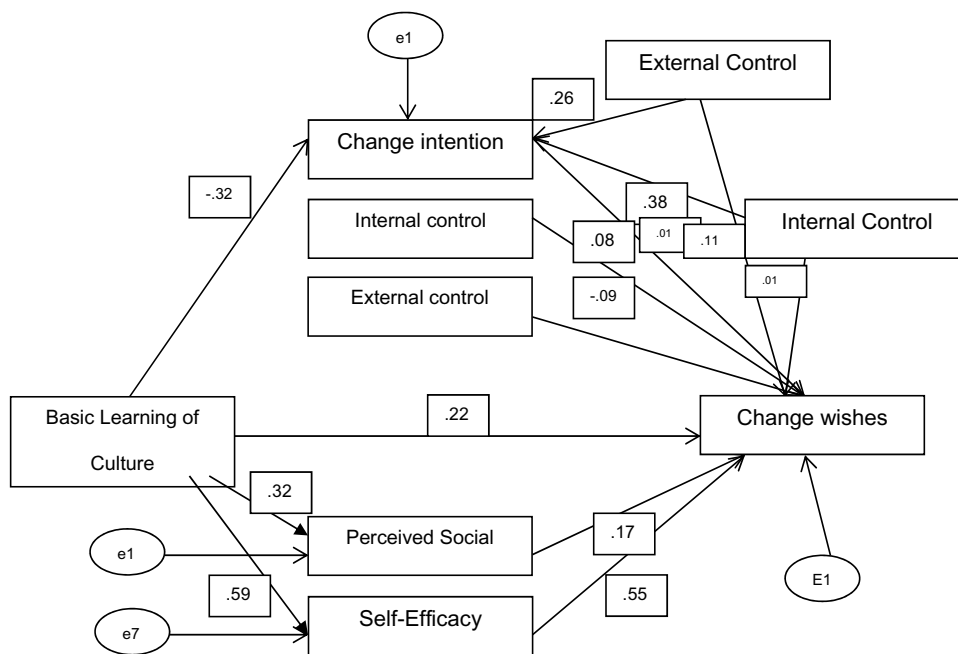 e1
External Control
.26
Change intention
-.32
.38
Internal control
Internal Control
.08
.01
.11
External control
-.09
.01
Basic Learning of
Culture
.22
Change wishes
.32
Perceived Social
.17
e1
E1
.59
.55
Self-Efficacy
e7